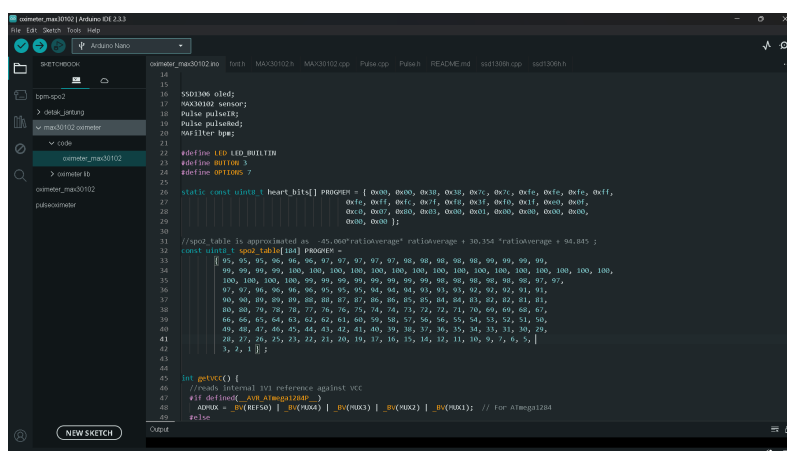 oximeter_max30102 | Arduino IDE 2.3.3
File Edit Sketch Tools Help
Arduino Nano
SKETCHBOOK
bpm-spo2
detak_jantung
max30102 oximeter
code
oximeter_max30102
oximeter lib
oximeter_max30102
pulseoximeter
NEW SKETCH
oximeter_max30102.ino font.h MAX30102.h MAX30102.cpp Pulse.cpp Pulse.h README.md ssd1306h.cpp ssd1306h.h
14
15
16 SSD1306 oled;
17 MAX30102 sensor;
18 Pulse pulseIR;
19 Pulse pulseRed;
20 MAFilter bpm;
21
22 #define LED LED_BUILTIN
23 #define BUTTON 3
24 #define OPTIONS 7
25
26 static const uint8_t heart_bits[] PROGMEM = { 0x00, 0x00, 0x38, 0x38, 0x7c, 0x7c, 0xfe, 0xfe, 0xfe, 0xff,
27 0xfe, 0xff, 0xfc, 0x7f, 0xf8, 0x3f, 0xf0, 0x1f, 0xe0, 0x0f,
28 0xc0, 0x07, 0x80, 0x03, 0x00, 0x01, 0x00, 0x00, 0x00, 0x00,
29 0x00, 0x00 };
30
31 //spo2_table is approximated as -45.060*ratioAverage* ratioAverage + 30.354 *ratioAverage + 94.845 ;
32 const uint8_t spo2_table[184] PROGMEM =
33 { 95, 95, 95, 96, 96, 96, 97, 97, 97, 97, 97, 98, 98, 98, 98, 98, 99, 99, 99, 99,
34 99, 99, 99, 99, 100, 100, 100, 100, 100, 100, 100, 100, 100, 100, 100, 100, 100, 100, 100, 100,
35 100, 100, 100, 100, 99, 99, 99, 99, 99, 99, 99, 99, 98, 98, 98, 98, 98, 98, 97, 97,
36 97, 97, 96, 96, 96, 96, 95, 95, 95, 94, 94, 94, 93, 93, 93, 92, 92, 92, 91, 91,
37 90, 90, 89, 89, 89, 88, 88, 87, 87, 86, 86, 85, 85, 84, 84, 83, 82, 82, 81, 81,
38 80, 80, 79, 78, 78, 77, 76, 76, 75, 74, 74, 73, 72, 72, 71, 70, 69, 69, 68, 67,
39 66, 66, 65, 64, 63, 62, 62, 61, 60, 59, 58, 57, 56, 56, 55, 54, 53, 52, 51, 50,
40 49, 48, 47, 46, 45, 44, 43, 42, 41, 40, 39, 38, 37, 36, 35, 34, 33, 31, 30, 29,
41 28, 27, 26, 25, 23, 22, 21, 20, 19, 17, 16, 15, 14, 12, 11, 10, 9, 7, 6, 5,
42 3, 2, 1 } ;
43
44
45 int getVCC() {
46 //reads internal 1V1 reference against VCC
47 #if defined(__AVR_ATmega1284P__)
48 ADMUX = _BV(REFS0) | _BV(MUX4) | _BV(MUX3) | _BV(MUX2) | _BV(MUX1); // For ATmega1284
49 #else
Output